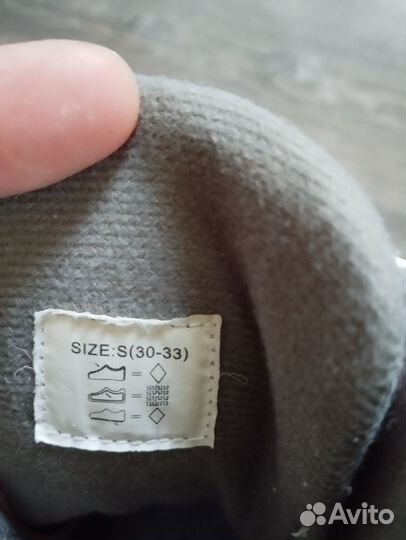 SIZE:S(30-33)
=
=
=
Avito